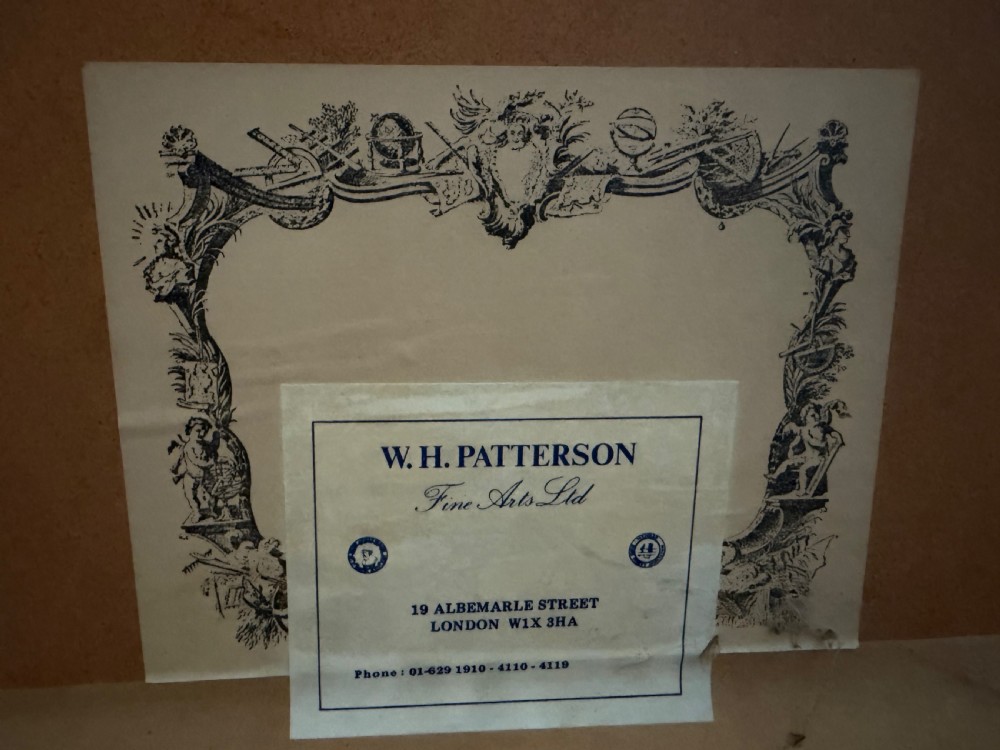 W. H. PATTERSON
Fine Arts Ltd
19 ALBEMARLE STREET
LONDON W1X 3HA
Phone : 01-629 1910 - 4110 - 4119